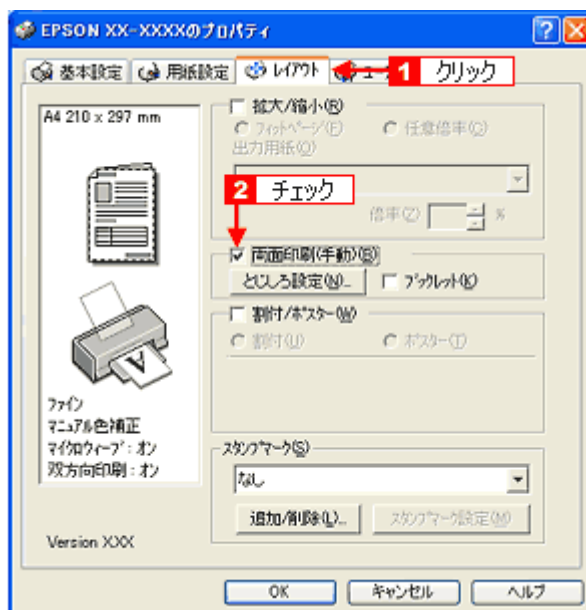 EPSON XX-XXXXのプロパティ
基本設定 用紙設定 レイアウト ユー
1 クリック
A4 210 x 297 mm
拡大/縮小(R)
フィットページ(F) 任意倍率(C)
出力用紙(O)
2 チェック
倍率(Z) %
両面印刷(手動)(B)
とじしろ設定(N)... ブックレット(K)
割付/ポスター(W)
割付(U) ポスター(T)
ファイン
マニュアル色補正
マイクロウィーブ:オン
双方向印刷:オン
スタンプマーク(S)
なし
追加/削除(L)... スタンプマーク設定(M)
Version XXX
OK キャンセル ヘルプ